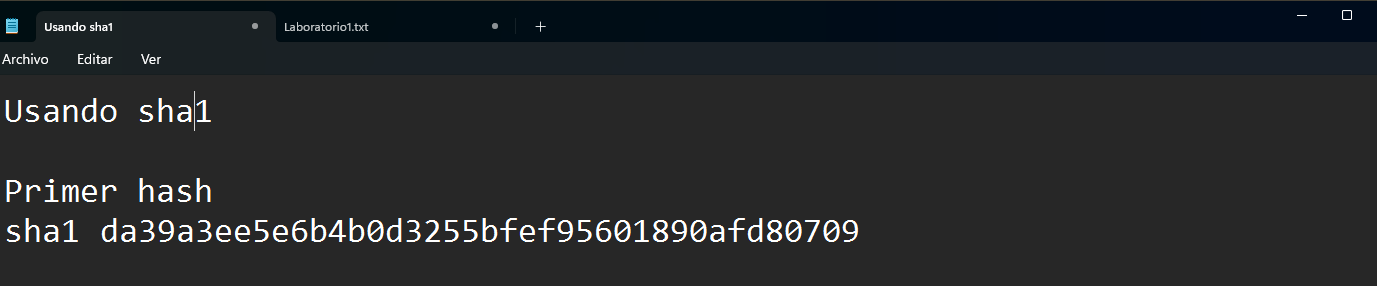 Usando sha1
Laboratorio1.txt
Archivo Editar Ver
Usando sha1
Primer hash
sha1 da39a3ee5e6b4b0d3255bfef95601890afd80709